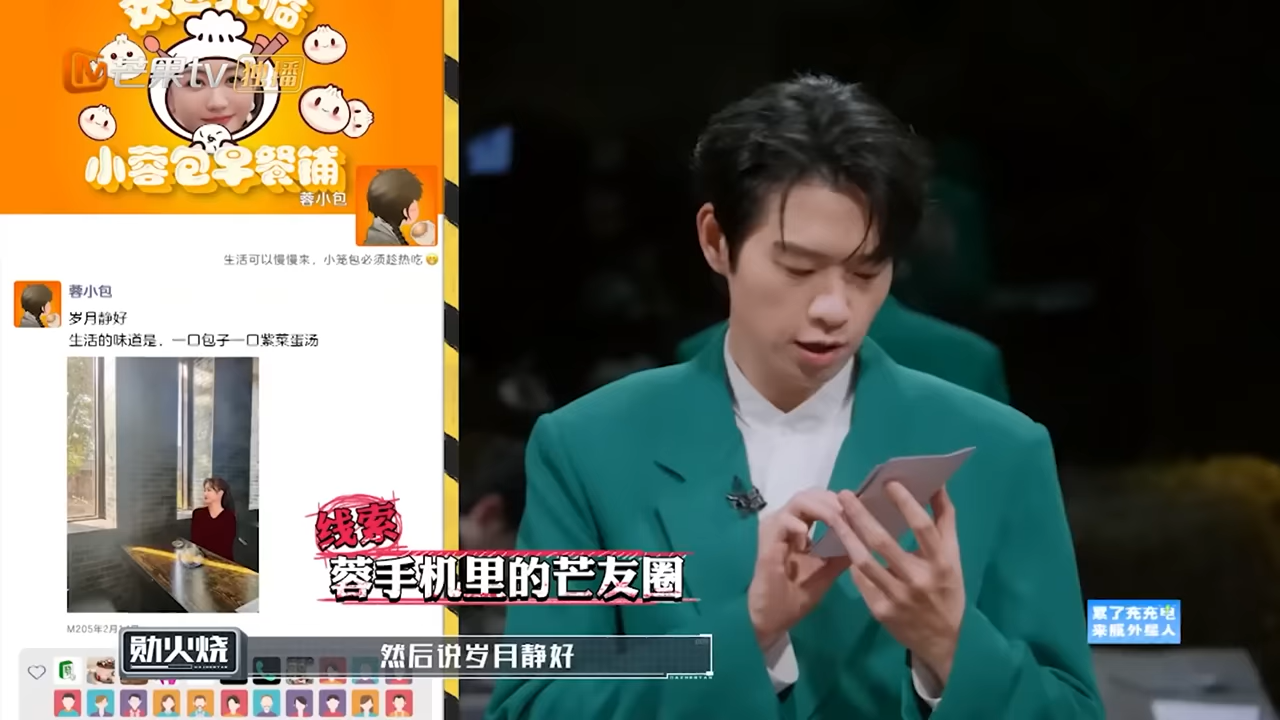 欢迎光临
芒果tv 独播
小蓉包早餐铺
蓉小包
生活可以慢慢来，小笼包必须趁热吃
蓉小包
岁月静好
生活的味道是，一口包子一口紫菜蛋汤
线索
蓉手机里的芒友圈
勋火烧
然后说岁月静好
累了充充电
来瓶外星人